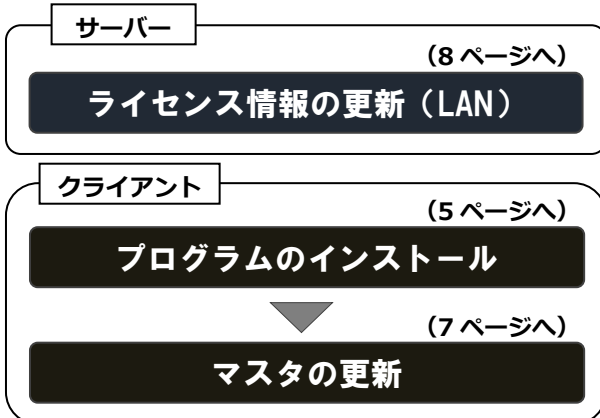 サーバー
（8 ページへ）
ライセンス情報の更新（LAN）
クライアント
（5 ページへ）
プログラムのインストール
（7 ページへ）
マスタの更新